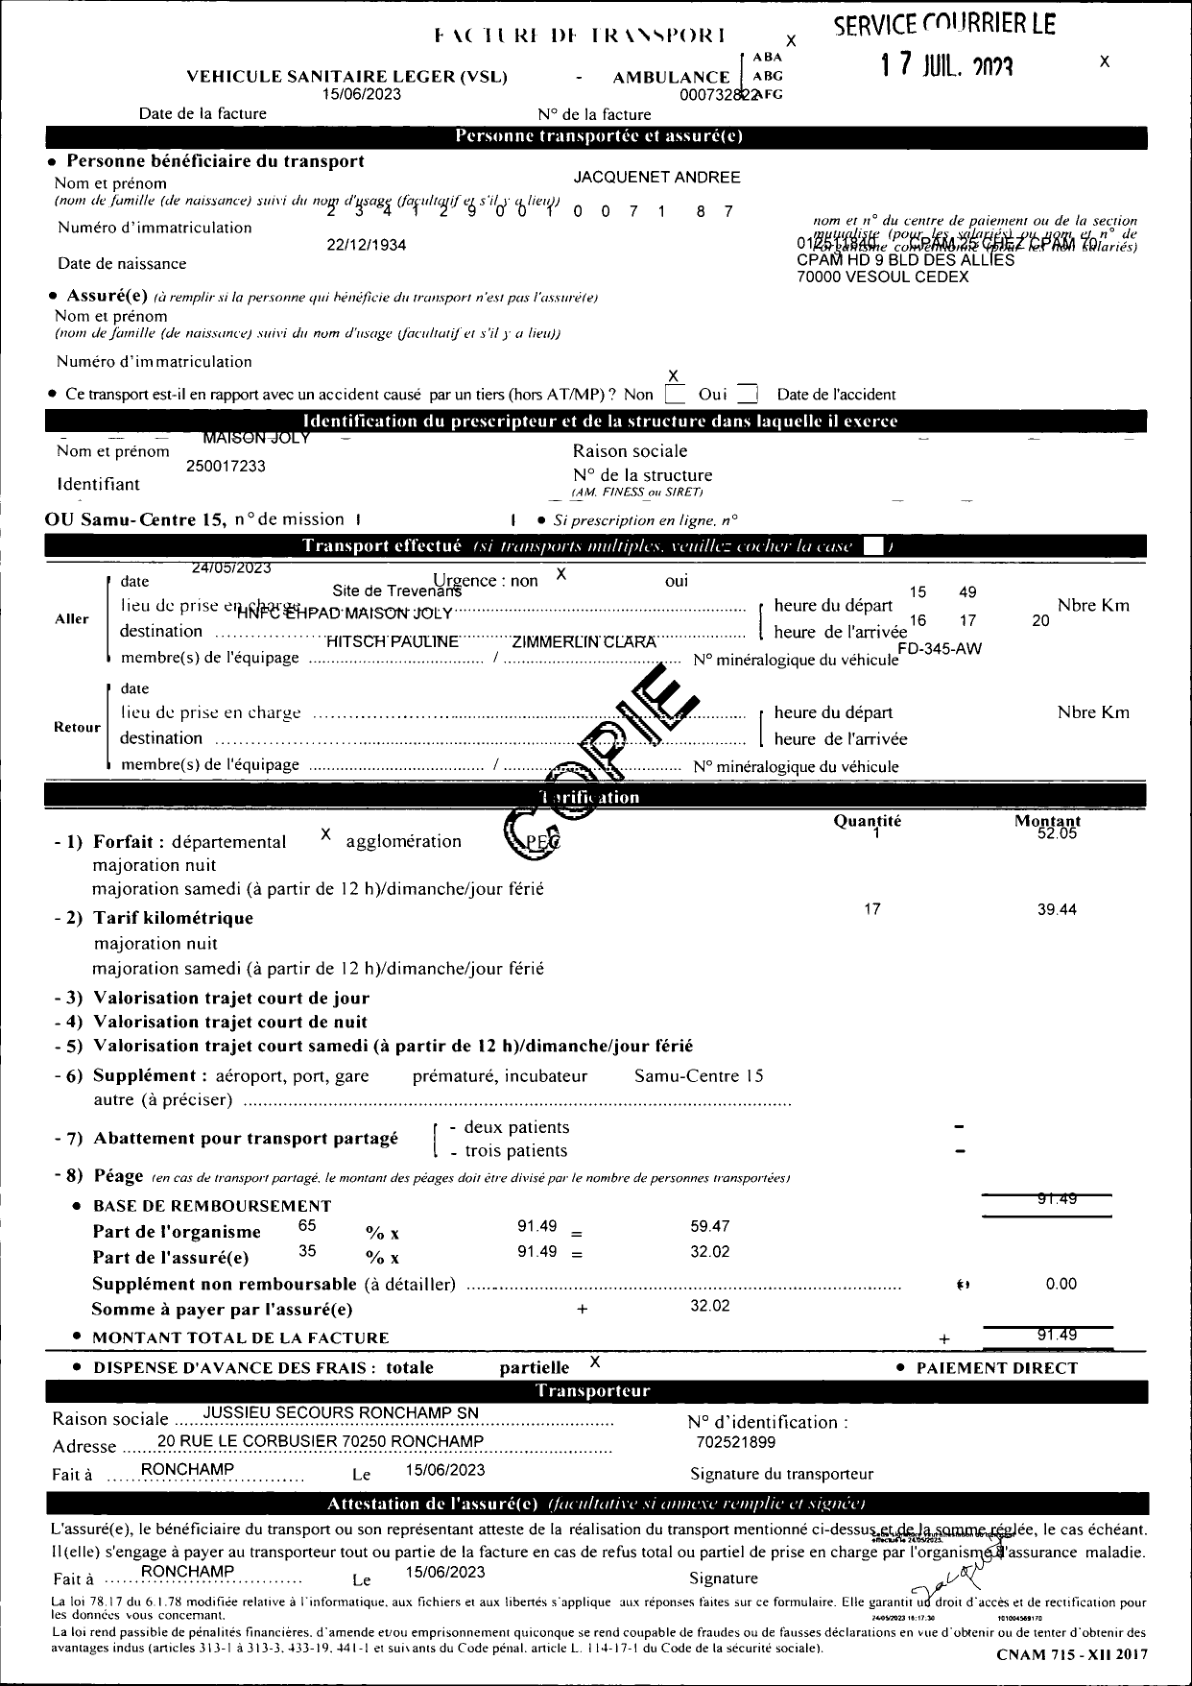 FACTURE DE TRANSPORT X SERVICE COURRIER LE
17 JUIL. 2023 X
VEHICULE SANITAIRE LEGER (VSL) - AMBULANCE ABA
ABG
AFG
15/06/2023 000732822
Date de la facture N° de la facture
Personne transportée et assuré(e)
• Personne bénéficiaire du transport
Nom et prénom JACQUENET ANDREE
(nom de famille (de naissance) suivi du nom d'usage (facultatif et s'il y a lieu))
2 3 4 1 2 9 0 0 1 0 0 7 1 8 7
Numéro d'immatriculation
nom et n° du centre de paiement ou de la section
mutualiste (pour les salariés) ou nom et n° de
l'organisme conventionné (pour les non salariés)
22/12/1934 012511840 CPAM 25 CHEZ CPAM 70
Date de naissance CPAM HD 9 BLD DES ALLIES
70000 VESOUL CEDEX
• Assuré(e) (à remplir si la personne qui bénéficie du transport n'est pas l'assuré(e)
Nom et prénom
(nom de famille (de naissance) suivi du nom d'usage (facultatif et s'il y a lieu))
Numéro d'immatriculation
X
• Ce transport est-il en rapport avec un accident causé par un tiers (hors AT/MP) ? Non Oui Date de l'accident
Identification du prescripteur et de la structure dans laquelle il exerce
MAISON JOLY
Nom et prénom Raison sociale
250017233
Identifiant N° de la structure
(AM, FINESS ou SIRET)
OU Samu-Centre 15, n° de mission • Si prescription en ligne, n°
Transport effectué (si transports multiples, veuillez cocher la case )
24/05/2023
date Urgence : non X oui
Site de Trevenans 15 49
Aller lieu de prise en charge heure du départ Nbre Km
HNFC EHPAD MAISON JOLY 16 17 20
destination heure de l'arrivée
HITSCH PAULINE ZIMMERLIN CLARA FD-345-AW
membre(s) de l'équipage / N° minéralogique du véhicule
date
Retour lieu de prise en charge heure du départ Nbre Km
destination heure de l'arrivée
membre(s) de l'équipage / N° minéralogique du véhicule
COPIE
Tarification
Quantité Montant
- 1) Forfait : départemental X agglomération PEC 1 52.05
majoration nuit
majoration samedi (à partir de 12 h)/dimanche/jour férié
- 2) Tarif kilométrique 17 39.44
majoration nuit
majoration samedi (à partir de 12 h)/dimanche/jour férié
- 3) Valorisation trajet court de jour
- 4) Valorisation trajet court de nuit
- 5) Valorisation trajet court samedi (à partir de 12 h)/dimanche/jour férié
- 6) Supplément : aéroport, port, gare prématuré, incubateur Samu-Centre 15
autre (à préciser)
- 7) Abattement pour transport partagé - deux patients -
- trois patients -
- 8) Péage (en cas de transport partagé, le montant des péages doit être divisé par le nombre de personnes transportées)
• BASE DE REMBOURSEMENT 91.49
Part de l'organisme 65 % x 91.49 = 59.47
Part de l'assuré(e) 35 % x 91.49 = 32.02
Supplément non remboursable (à détailler) 0.00
Somme à payer par l'assuré(e) + 32.02
• MONTANT TOTAL DE LA FACTURE + 91.49
• DISPENSE D'AVANCE DES FRAIS : totale partielle X • PAIEMENT DIRECT
Transporteur
Raison sociale JUSSIEU SECOURS RONCHAMP SN N° d'identification :
Adresse 20 RUE LE CORBUSIER 70250 RONCHAMP 702521899
Fait à RONCHAMP Le 15/06/2023 Signature du transporteur
Attestation de l'assuré(e) (facultative si annexe remplie et signée)
L'assuré(e), le bénéficiaire du transport ou son représentant atteste de la réalisation du transport mentionné ci-dessus et de la somme réglée, le cas échéant.
Il(elle) s'engage à payer au transporteur tout ou partie de la facture en cas de refus total ou partiel de prise en charge par l'organisme d'assurance maladie.
Fait à RONCHAMP Le 15/06/2023 Signature
La loi 78.17 du 6.1.78 modifiée relative à l'informatique, aux fichiers et aux libertés s'applique aux réponses faites sur ce formulaire. Elle garantit un droit d'accès et de rectification pour
les données vous concernant. 24/05/2023 16:17:30 101004569170
La loi rend passible de pénalités financières, d'amende et/ou emprisonnement quiconque se rend coupable de fraudes ou de fausses déclarations en vue d'obtenir ou de tenter d'obtenir des
avantages indus (articles 313-1 à 313-3, 433-19, 441-1 et suivants du Code pénal, article L. 114-17-1 du Code de la sécurité sociale).
CNAM 715 - XII 2017